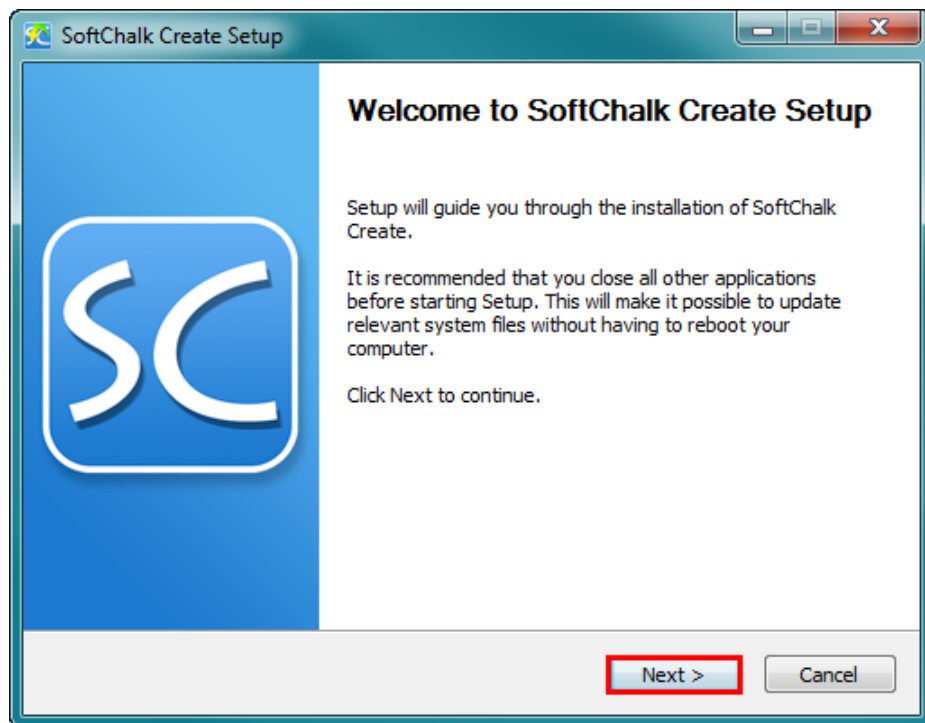 SoftChalk Create Setup
Welcome to SoftChalk Create Setup
Setup will guide you through the installation of SoftChalk
Create.
It is recommended that you close all other applications
before starting Setup. This will make it possible to update
relevant system files without having to reboot your
computer.
Click Next to continue.
SC
Next >
Cancel